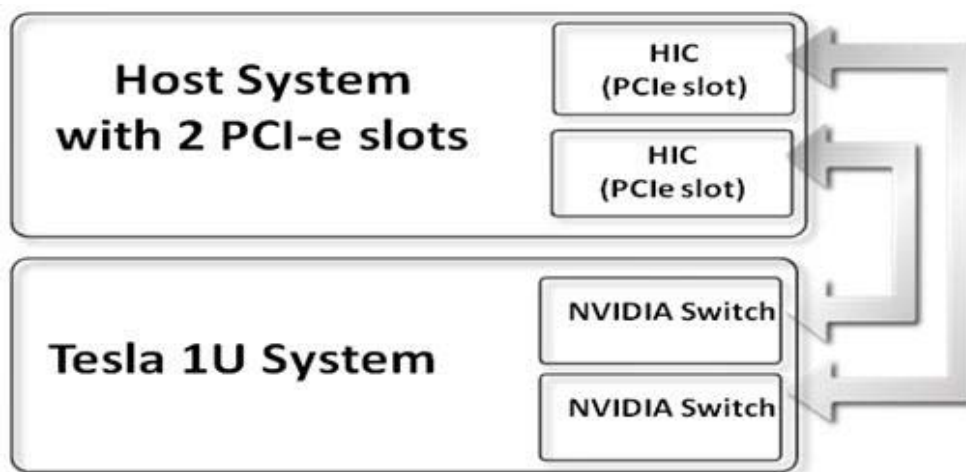 Host System
with 2 PCI-e slots
HIC
(PCIe slot)
HIC
(PCIe slot)
Tesla 1U System
NVIDIA Switch
NVIDIA Switch